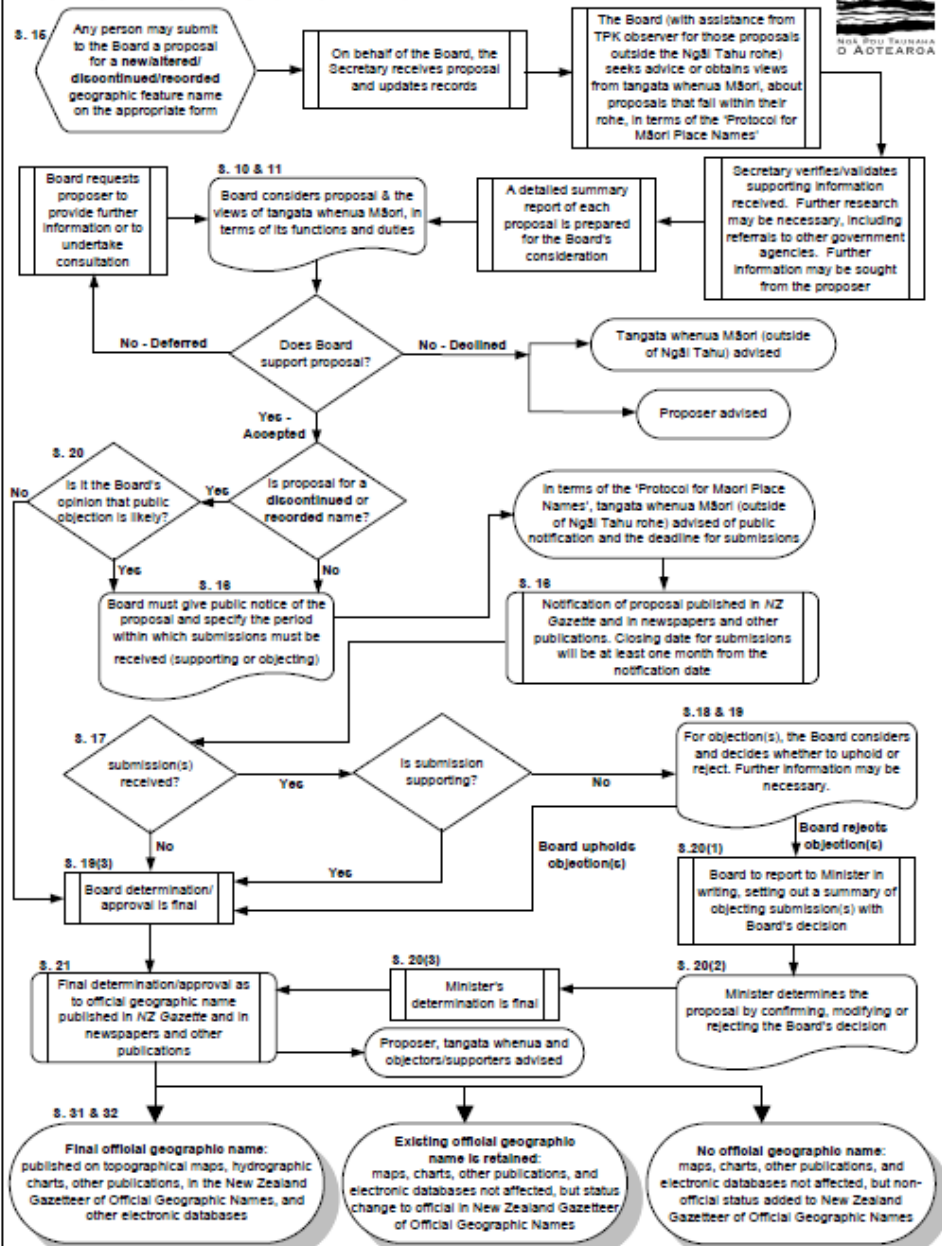 S. 15
Any person may submit
to the Board a proposal
for a new/altered/
discontinued/recorded
geographic feature name
on the appropriate form
On behalf of the Board, the
Secretary receives proposal
and updates records
The Board (with assistance from
TPK observer for those proposals
outside the Ngāi Tahu rohe)
seeks advice or obtains views
from tangata whenua Māori, about
proposals that fall within their
rohe, in terms of the 'Protocol for
Māori Place Names'
NGĀ POU TAUNAHA
O AOTEAROA
Board requests
proposer to
provide further
information or to
undertake
consultation
S. 10 & 11
Board considers proposal & the
views of tangata whenua Māori, in
terms of its functions and duties
A detailed summary
report of each
proposal is prepared
for the Board's
consideration
Secretary verifies/validates
supporting information
received. Further research
may be necessary, including
referrals to other government
agencies. Further
information may be sought
from the proposer
No - Deferred
Does Board
support proposal?
No - Declined
Tangata whenua Māori (outside
of Ngāi Tahu) advised
Proposer advised
Yes -
Accepted
S. 20
No
Is it the Board's
opinion that public
objection is likely?
Yes
Is proposal for a
discontinued or
recorded name?
In terms of the 'Protocol for Maori Place
Names', tangata whenua Māori (outside
of Ngāi Tahu rohe) advised of public
notification and the deadline for submissions
Yes
No
S. 16
Board must give public notice of the
proposal and specify the period
within which submissions must be
received (supporting or objecting)
S. 16
Notification of proposal published in NZ
Gazette and in newspapers and other
publications. Closing date for submissions
will be at least one month from the
notification date
S. 17
submission(s)
received?
Yes
Is submission
supporting?
No
S.18 & 19
For objection(s), the Board considers
and decides whether to uphold or
reject. Further information may be
necessary.
No
Yes
Board upholds
objection(s)
Board rejects
objection(s)
S. 19(3)
Board determination/
approval is final
S.20(1)
Board to report to Minister in
writing, setting out a summary of
objecting submission(s) with
Board's decision
S. 21
Final determination/approval as
to official geographic name
published in NZ Gazette and in
newspapers and other
publications
S. 20(3)
Minister's
determination is final
S. 20(2)
Minister determines the
proposal by confirming, modifying or
rejecting the Board's decision
Proposer, tangata whenua and
objectors/supporters advised
S. 31 & 32
Final official geographic name:
published on topographical maps, hydrographic
charts, other publications, in the New Zealand
Gazetteer of Official Geographic Names, and
other electronic databases
Existing official geographic
name is retained:
maps, charts, other publications, and
electronic databases not affected, but status
change to official in New Zealand Gazetteer
of Official Geographic Names
No official geographic name:
maps, charts, other publications, and
electronic databases not affected, but non-
official status added to New Zealand
Gazetteer of Official Geographic Names